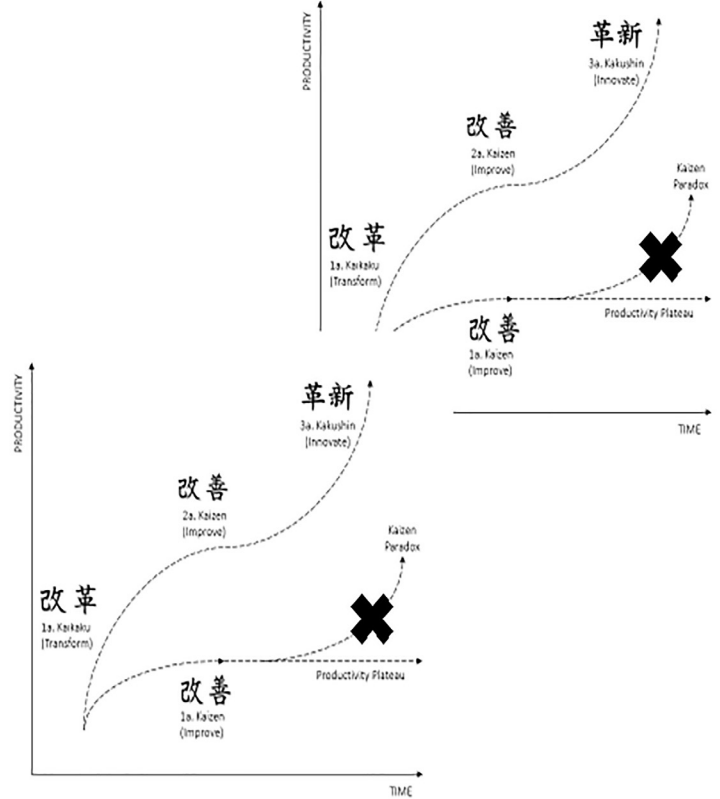 PRODUCTIVITY
革新
3a. Kakushin
(Innovate)
改善
2a. Kaizen
(Improve)
Kaizen
Paradox
改革
1a. Kaikaku
(Transform)
Productivity Plateau
改善
1a. Kaizen
(Improve)
TIME
PRODUCTIVITY
革新
3a. Kakushin
(Innovate)
改善
2a. Kaizen
(Improve)
Kaizen
Paradox
改革
1a. Kaikaku
(Transform)
Productivity Plateau
改善
1a. Kaizen
(Improve)
TIME